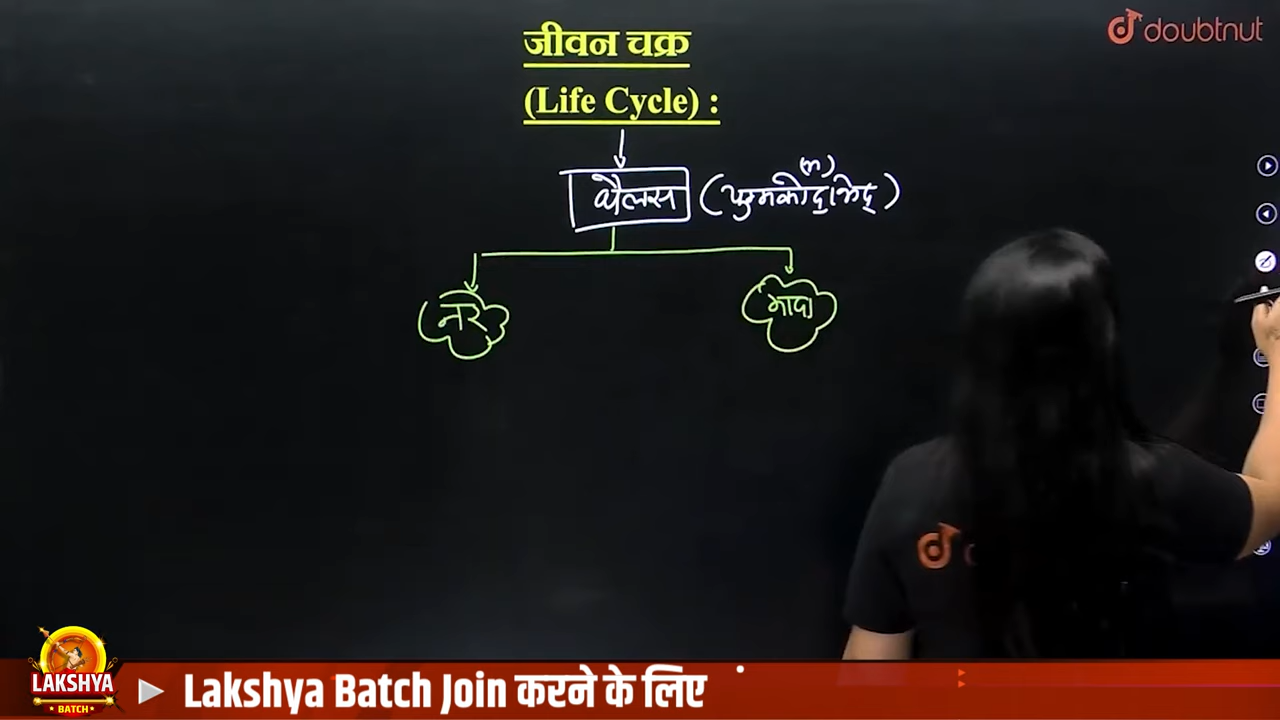 doubtnut
जीवन चक्र
(Life Cycle) :
(n)
थैलस (युग्मकोद्भिद्)
नर मादा
LAKSHYA
BATCH
Lakshya Batch Join करने के लिए